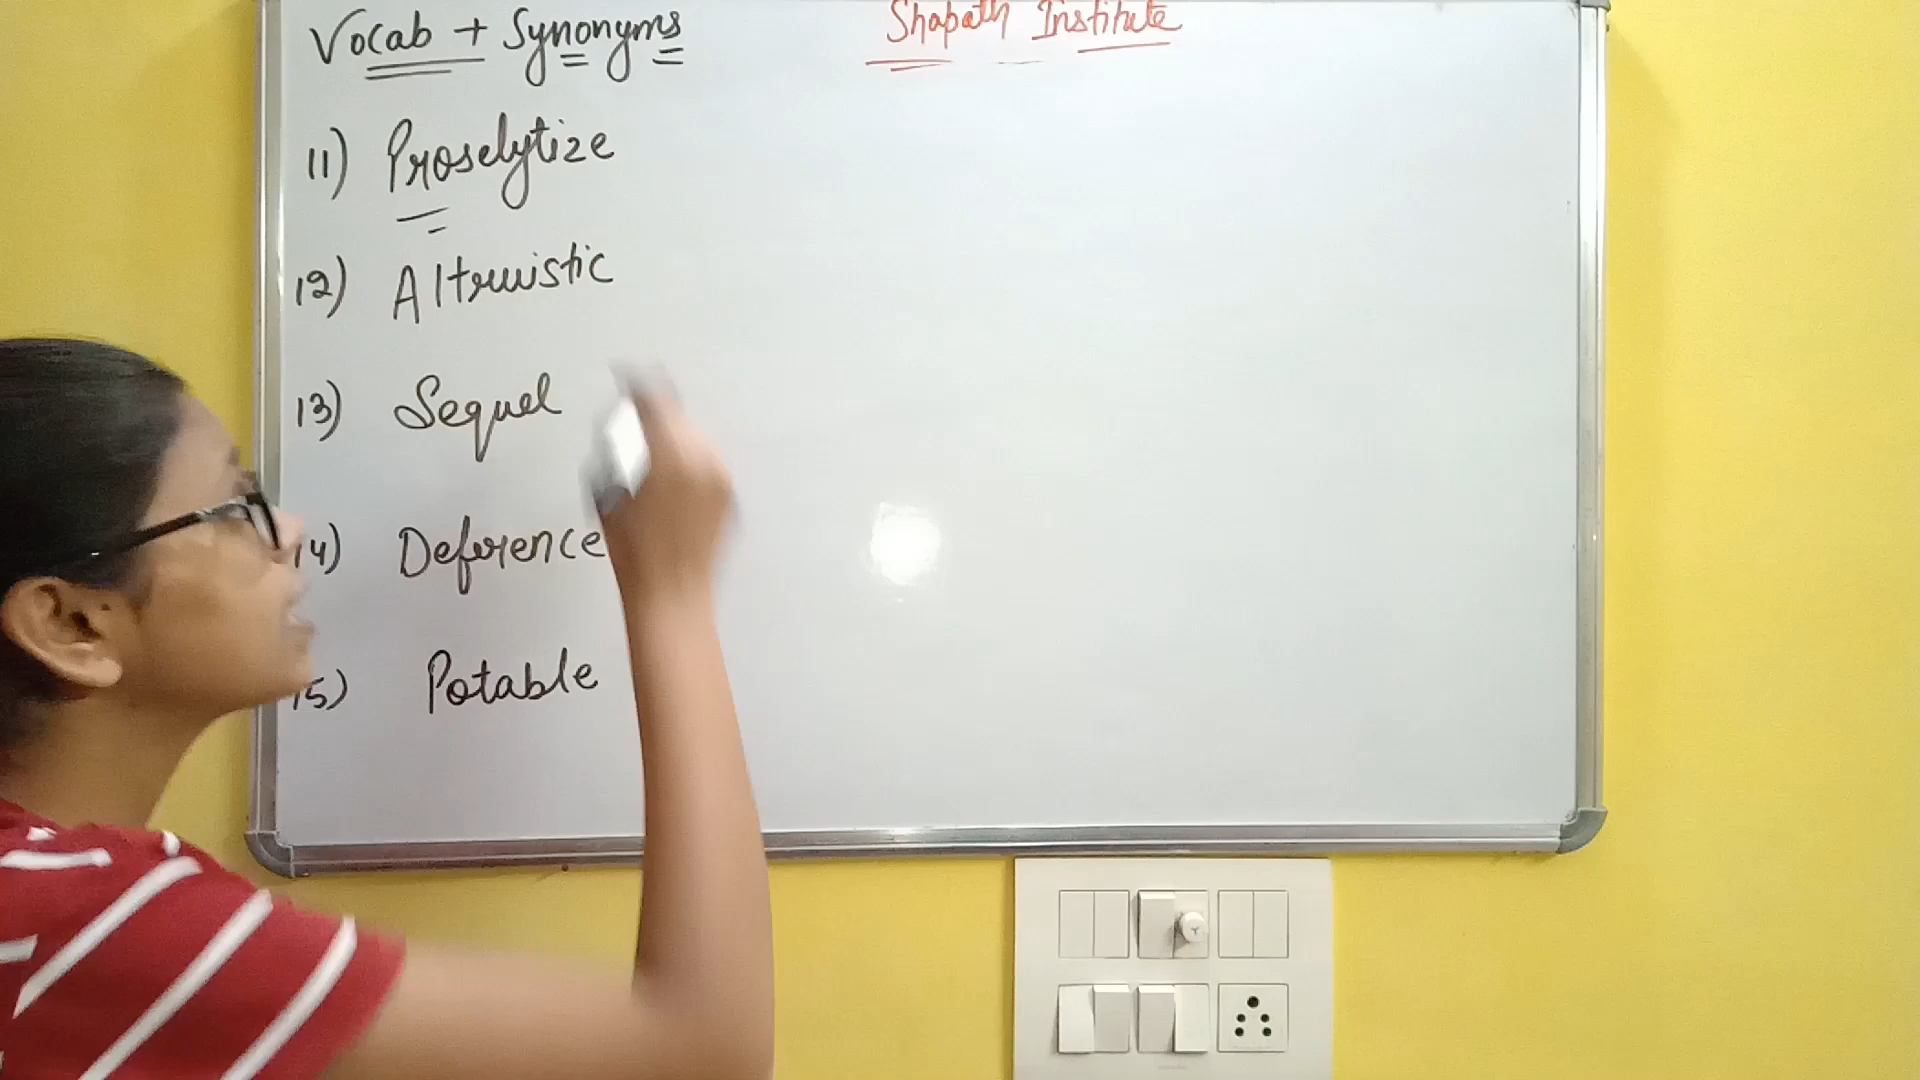 Vocab + Synonyms
Shapath Institute
11) Proselytize
12) Altruistic
13) Sequel
14) Deference
15) Potable